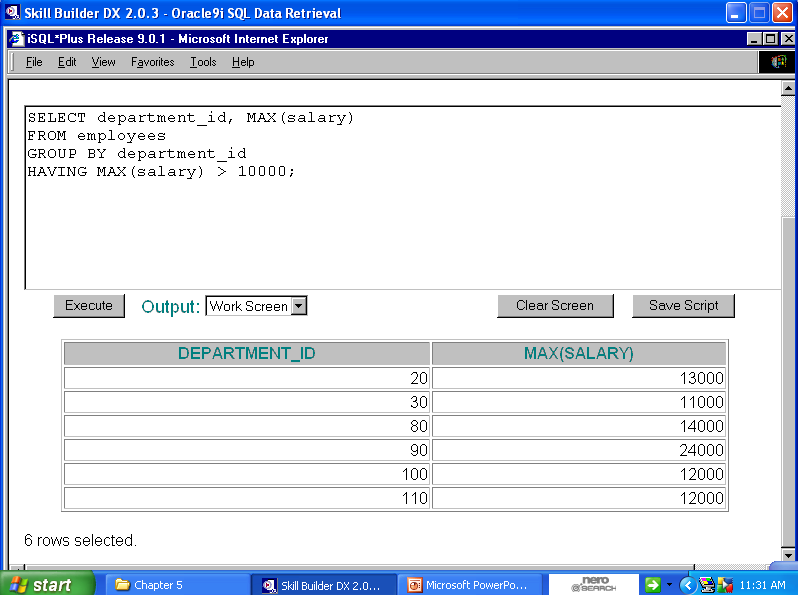 Skill Builder DX 2.0.3 - Oracle9i SQL Data Retrieval
iSQL*Plus Release 9.0.1 - Microsoft Internet Explorer
File Edit View Favorites Tools Help
SELECT department_id, MAX(salary)
FROM employees
GROUP BY department_id
HAVING MAX(salary) > 10000;
Execute Output: Work Screen Clear Screen Save Script
DEPARTMENT_ID MAX(SALARY)
20 13000
30 11000
80 14000
90 24000
100 12000
110 12000
6 rows selected.
start Chapter 5 Skill Builder DX 2.0... Microsoft PowerPo... nero @SEARCH 11:31 AM